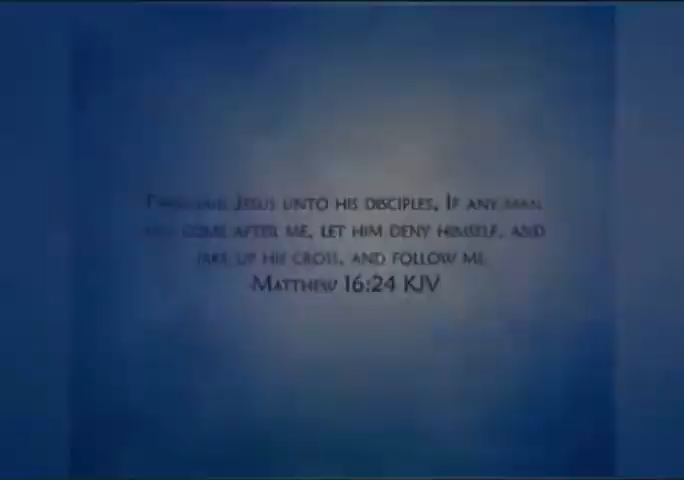 Then said Jesus unto his disciples, If any man
will come after me, let him deny himself, and
take up his cross, and follow me.
Matthew 16:24 KJV